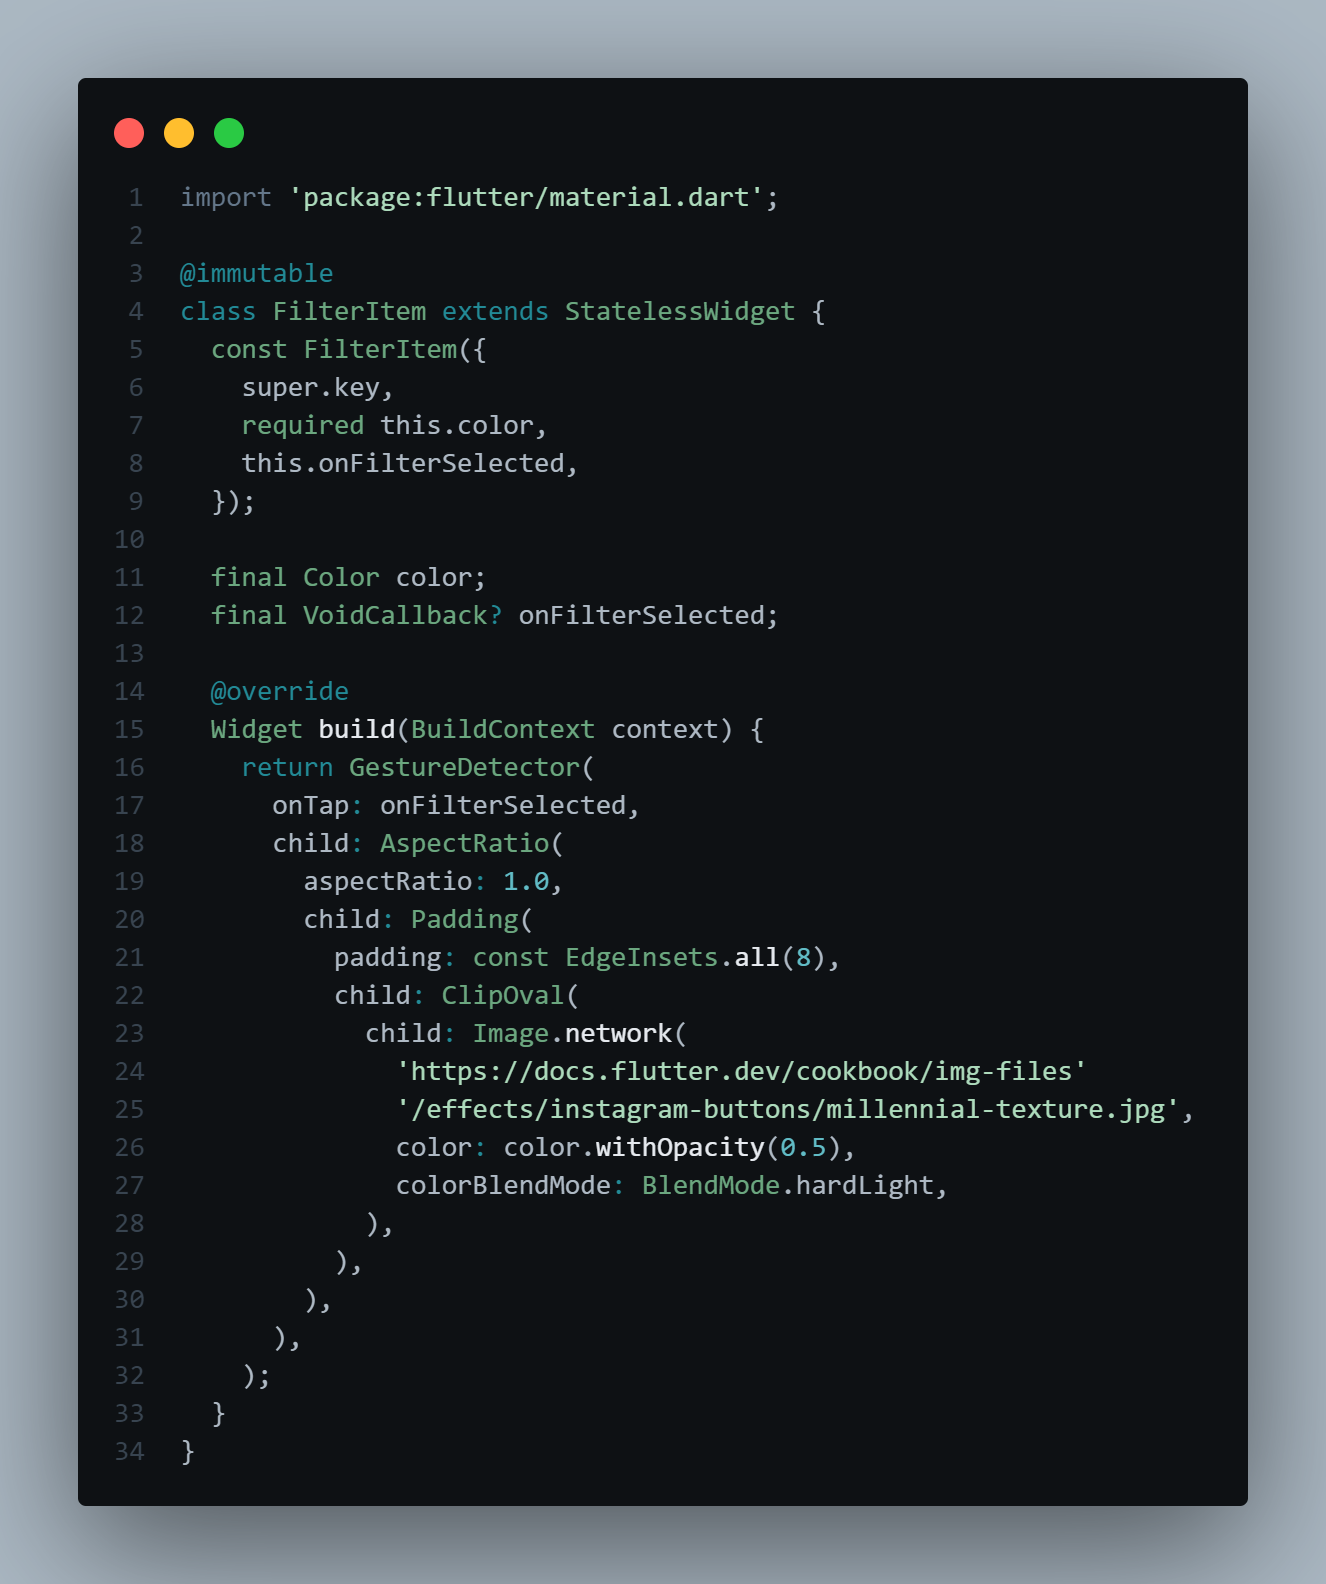 1 import 'package:flutter/material.dart';
2
3 @immutable
4 class FilterItem extends StatelessWidget {
5   const FilterItem({
6     super.key,
7     required this.color,
8     this.onFilterSelected,
9   });
10
11   final Color color;
12   final VoidCallback? onFilterSelected;
13
14   @override
15   Widget build(BuildContext context) {
16     return GestureDetector(
17       onTap: onFilterSelected,
18       child: AspectRatio(
19         aspectRatio: 1.0,
20         child: Padding(
21           padding: const EdgeInsets.all(8),
22           child: ClipOval(
23             child: Image.network(
24               'https://docs.flutter.dev/cookbook/img-files'
25               '/effects/instagram-buttons/millennial-texture.jpg',
26               color: color.withOpacity(0.5),
27               colorBlendMode: BlendMode.hardLight,
28             ),
29           ),
30         ),
31       ),
32     );
33   }
34 }